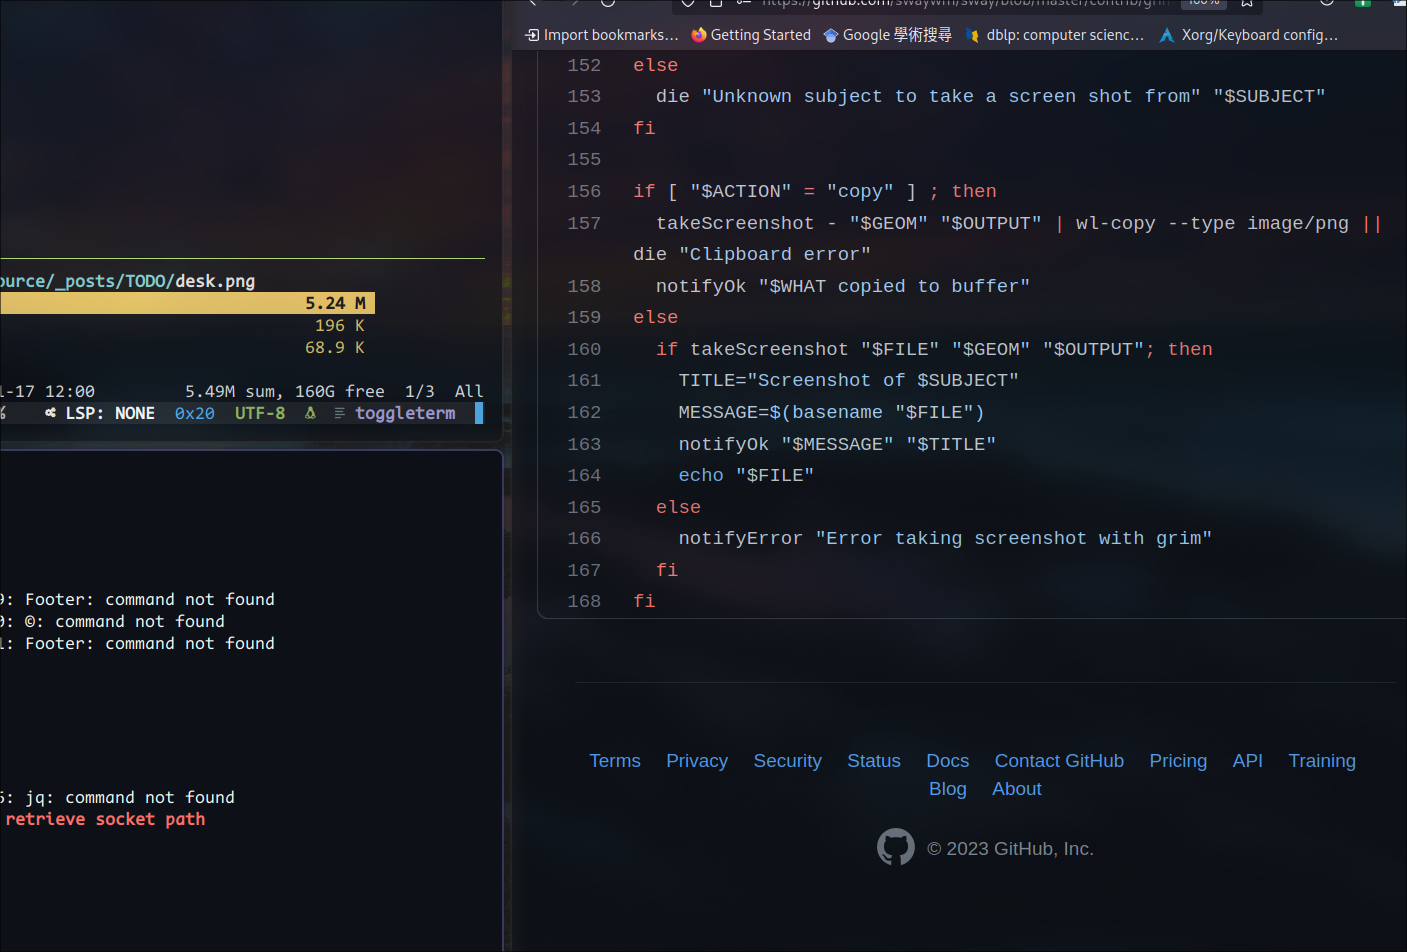 ource/_posts/TODO/desk.png
5.24 M
196 K
68.9 K
-17 12:00 5.49M sum, 160G free 1/3 All
% LSP: NONE 0x20 UTF-8 toggleterm
: Footer: command not found
: ©: command not found
: Footer: command not found
: jq: command not found
retrieve socket path
https://github.com/swaywm/sway/blob/master/contrib/grim
100%
Import bookmarks… Getting Started Google 學術搜尋 dblp: computer scienc… Xorg/Keyboard config…
152 else
153 die "Unknown subject to take a screen shot from" "$SUBJECT"
154 fi
155
156 if [ "$ACTION" = "copy" ] ; then
157 takeScreenshot - "$GEOM" "$OUTPUT" | wl-copy --type image/png ||
die "Clipboard error"
158 notifyOk "$WHAT copied to buffer"
159 else
160 if takeScreenshot "$FILE" "$GEOM" "$OUTPUT"; then
161 TITLE="Screenshot of $SUBJECT"
162 MESSAGE=$(basename "$FILE")
163 notifyOk "$MESSAGE" "$TITLE"
164 echo "$FILE"
165 else
166 notifyError "Error taking screenshot with grim"
167 fi
168 fi
Terms Privacy Security Status Docs Contact GitHub Pricing API Training
Blog About
© 2023 GitHub, Inc.